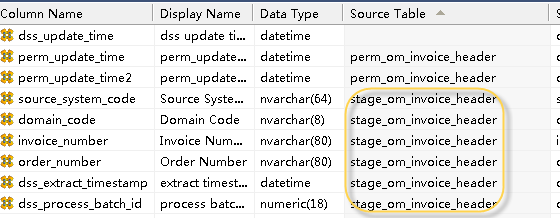 Column Name Display Name Data Type Source Table
dss_update_time dss update ti... datetime
perm_update_time perm_update... datetime perm_om_invoice_header
perm_update_time2 perm_update... datetime perm_om_invoice_header
source_system_code Source Syste... nvarchar(64) stage_om_invoice_header
domain_code Domain Code nvarchar(8) stage_om_invoice_header
invoice_number Invoice Num... nvarchar(80) stage_om_invoice_header
order_number Order Number nvarchar(80) stage_om_invoice_header
dss_extract_timestamp extract timest... datetime stage_om_invoice_header
dss_process_batch_id process batc... numeric(18) stage_om_invoice_header